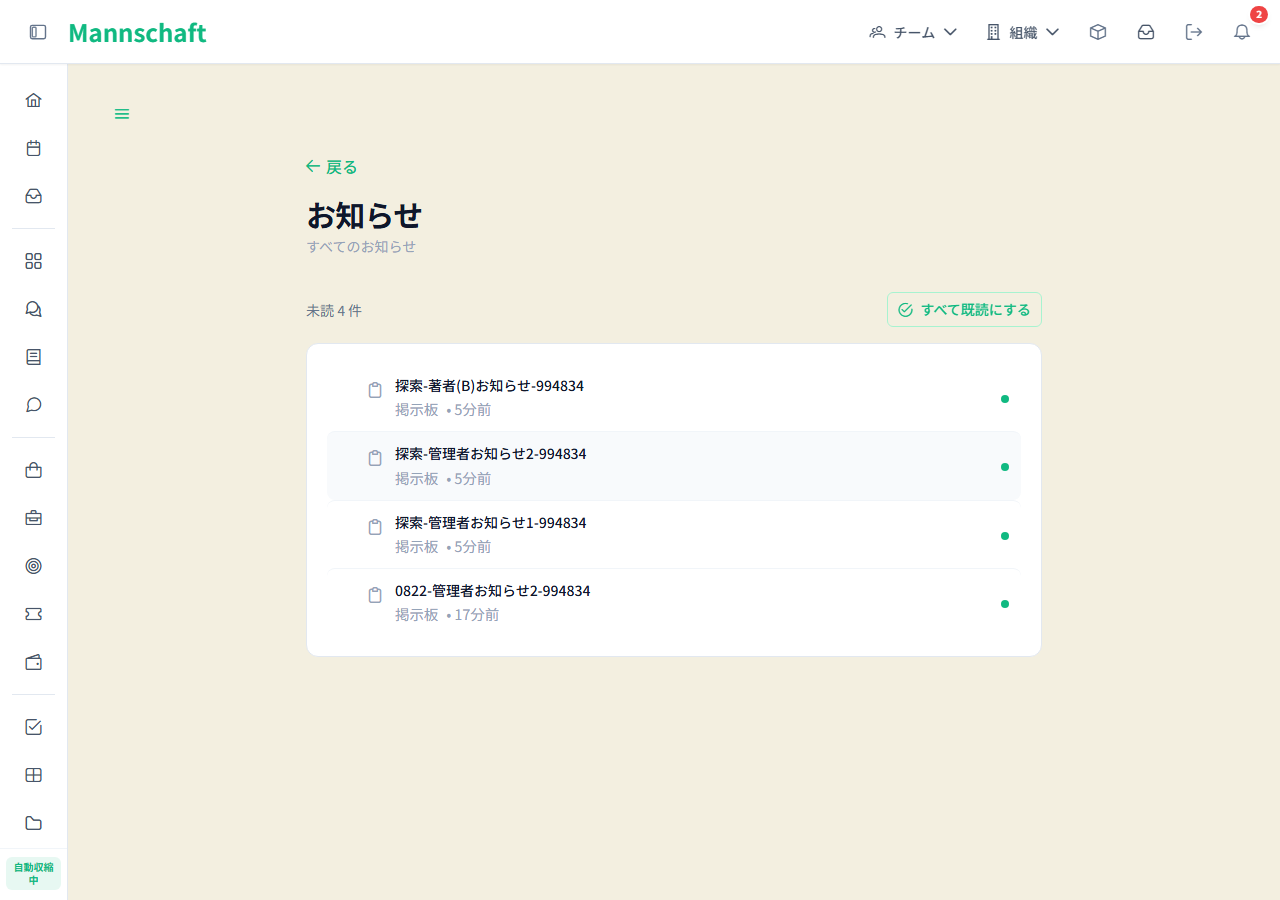 Mannschaft
チーム
組織
2
戻る
お知らせ
すべてのお知らせ
未読 4 件
すべて既読にする
探索-著者(B)お知らせ-994834
掲示板 • 5分前
探索-管理者お知らせ2-994834
掲示板 • 5分前
探索-管理者お知らせ1-994834
掲示板 • 5分前
0822-管理者お知らせ2-994834
掲示板 • 17分前
自動収縮
中